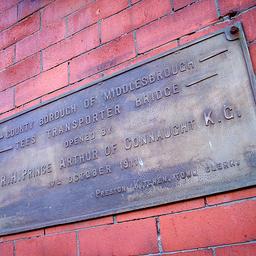 COUNTY BOROUGH OF MIDDLESBROUGH
TEES TRANSPORTER BRIDGE
OPENED BY
H.R.H. PRINCE ARTHUR OF CONNAUGHT K.G.
OCTOBER 1911
PRESTON KITCHEN, TOWN CLERK.